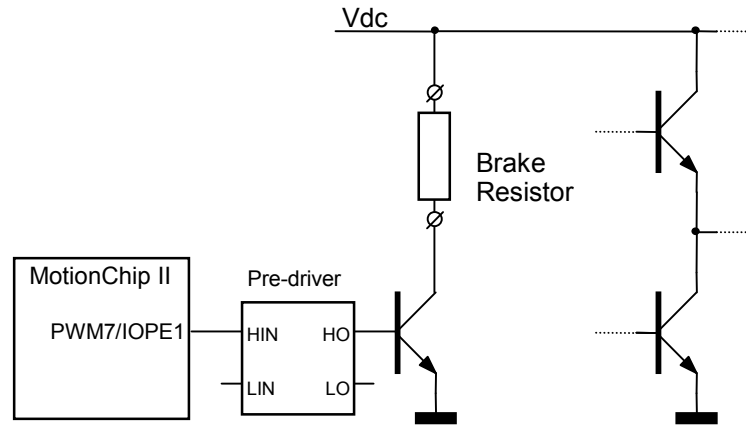 Vdc
Brake
Resistor
MotionChip II
Pre-driver
PWM7/IOPE1
HIN
HO
LIN
LO